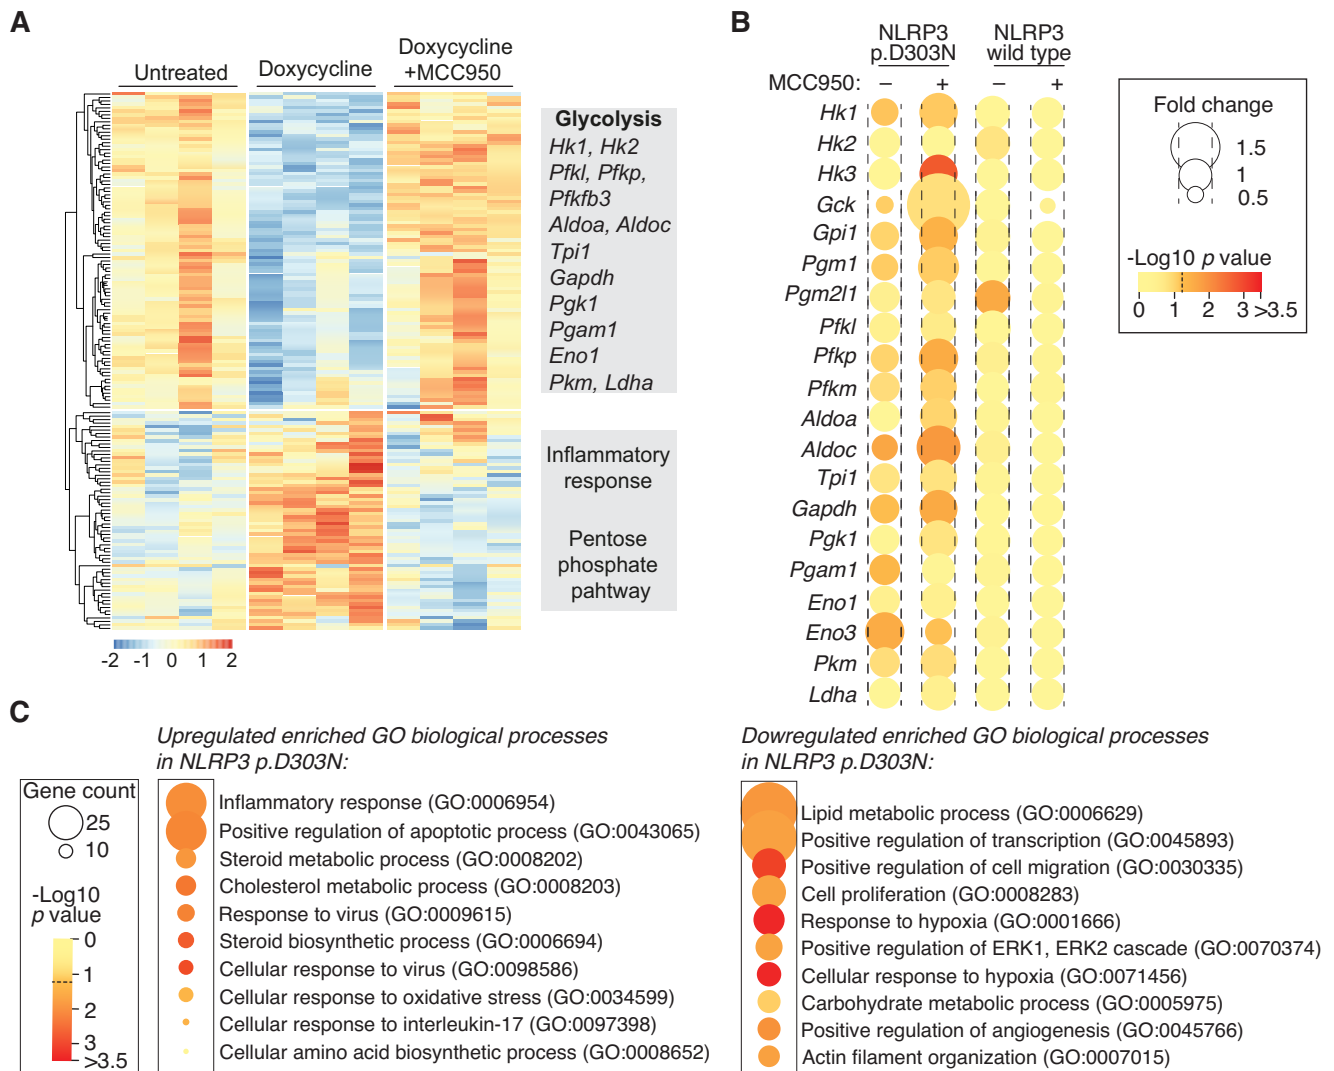 A
Untreated
Doxycycline
Doxycycline
+MCC950
Glycolysis
Hk1, Hk2
Pfkl, Pfkp,
Pfkfb3
Aldoa, Aldoc
Tpi1
Gapdh
Pgk1
Pgam1
Eno1
Pkm, Ldha
Inflammatory
response
Pentose
phosphate
pahtway
-2 -1 0 1 2
B
NLRP3
p.D303N
NLRP3
wild type
MCC950: – + – +
Hk1
Hk2
Hk3
Gck
Gpi1
Pgm1
Pgm2l1
Pfkl
Pfkp
Pfkm
Aldoa
Aldoc
Tpi1
Gapdh
Pgk1
Pgam1
Eno1
Eno3
Pkm
Ldha
Fold change
1.5
1
0.5
-Log10 p value
0 1 2 3 >3.5
C
Gene count
25
10
-Log10
p value
0
1
2
3
>3.5
Upregulated enriched GO biological processes
in NLRP3 p.D303N:
Inflammatory response (GO:0006954)
Positive regulation of apoptotic process (GO:0043065)
Steroid metabolic process (GO:0008202)
Cholesterol metabolic process (GO:0008203)
Response to virus (GO:0009615)
Steroid biosynthetic process (GO:0006694)
Cellular response to virus (GO:0098586)
Cellular response to oxidative stress (GO:0034599)
Cellular response to interleukin-17 (GO:0097398)
Cellular amino acid biosynthetic process (GO:0008652)
Dowregulated enriched GO biological processes
in NLRP3 p.D303N:
Lipid metabolic process (GO:0006629)
Positive regulation of transcription (GO:0045893)
Positive regulation of cell migration (GO:0030335)
Cell proliferation (GO:0008283)
Response to hypoxia (GO:0001666)
Positive regulation of ERK1, ERK2 cascade (GO:0070374)
Cellular response to hypoxia (GO:0071456)
Carbohydrate metabolic process (GO:0005975)
Positive regulation of angiogenesis (GO:0045766)
Actin filament organization (GO:0007015)